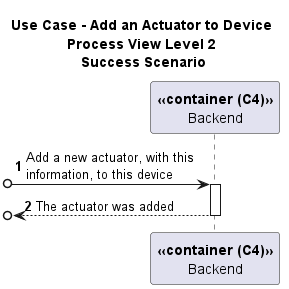 Use Case - Add an Actuator to Device
Process View Level 2
Success Scenario
«container (C4)»
Backend
1 Add a new actuator, with this
information, to this device
2 The actuator was added
«container (C4)»
Backend